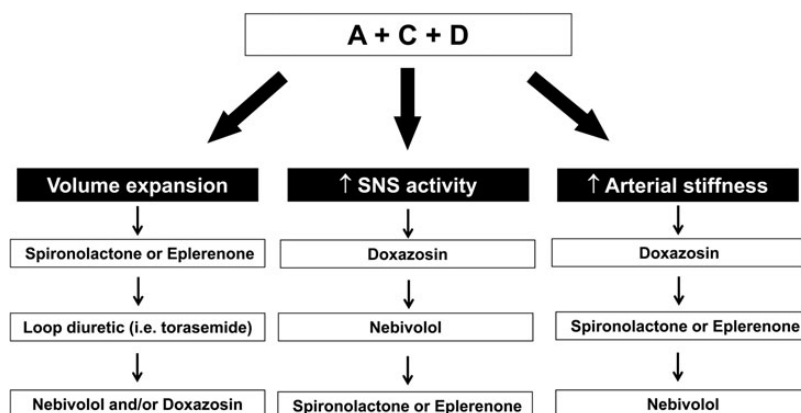 A + C + D
Volume expansion
↑ SNS activity
↑ Arterial stiffness
Spironolactone or Eplerenone
Doxazosin
Doxazosin
Loop diuretic (i.e. torasemide)
Nebivolol
Spironolactone or Eplerenone
Nebivolol and/or Doxazosin
Spironolactone or Eplerenone
Nebivolol